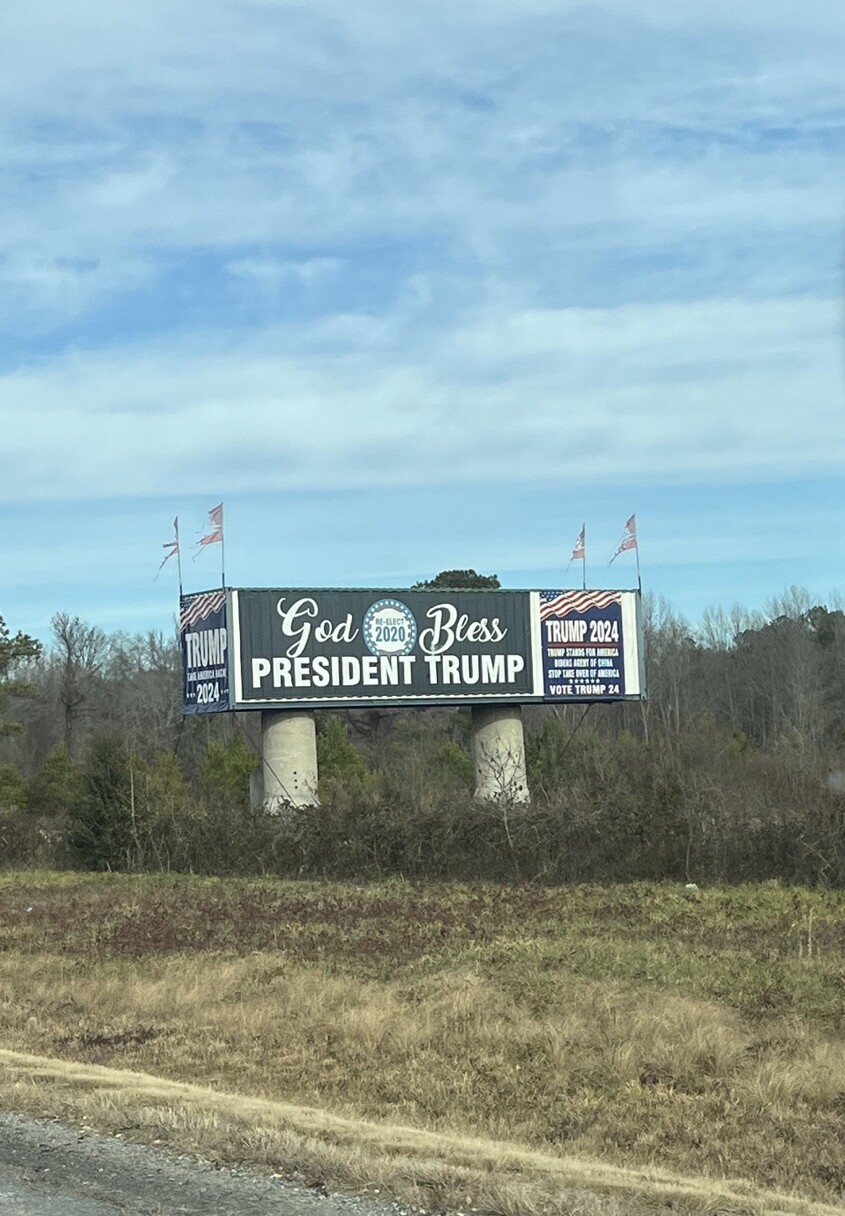 TRUMP
2024
God Bless
RE-ELECT
2020
PRESIDENT TRUMP
TRUMP 2024
TRUMP STANDS FOR AMERICA
BIDENS AGENT OF CHINA
STOP TAKE OVER OF AMERICA
VOTE TRUMP 24